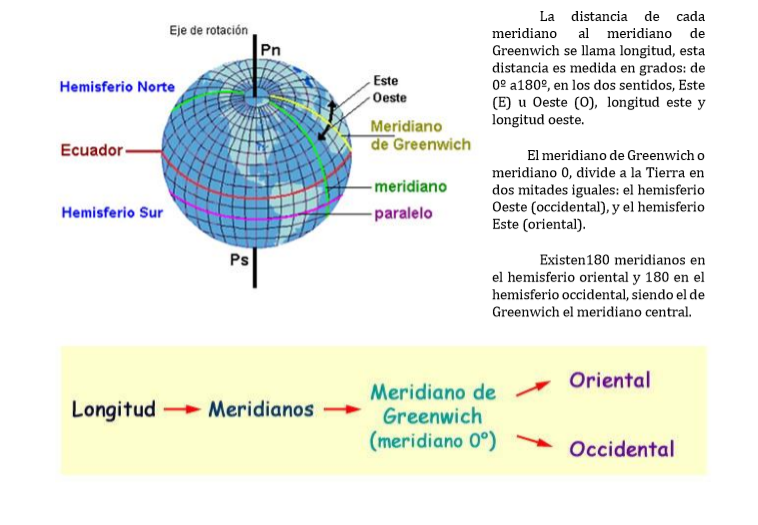 Eje de rotación
Pn
Hemisferio Norte
Este
Oeste
Meridiano
de Greenwich
Ecuador
meridiano
Hemisferio Sur
paralelo
Ps
La distancia de cada
meridiano al meridiano de
Greenwich se llama longitud, esta
distancia es medida en grados: de
0º a180º, en los dos sentidos, Este
(E) u Oeste (O), longitud este y
longitud oeste.
El meridiano de Greenwich o
meridiano 0, divide a la Tierra en
dos mitades iguales: el hemisferio
Oeste (occidental), y el hemisferio
Este (oriental).
Existen180 meridianos en
el hemisferio oriental y 180 en el
hemisferio occidental, siendo el de
Greenwich el meridiano central.
Longitud
Meridianos
Meridiano de
Greenwich
(meridiano 0º)
Oriental
Occidental